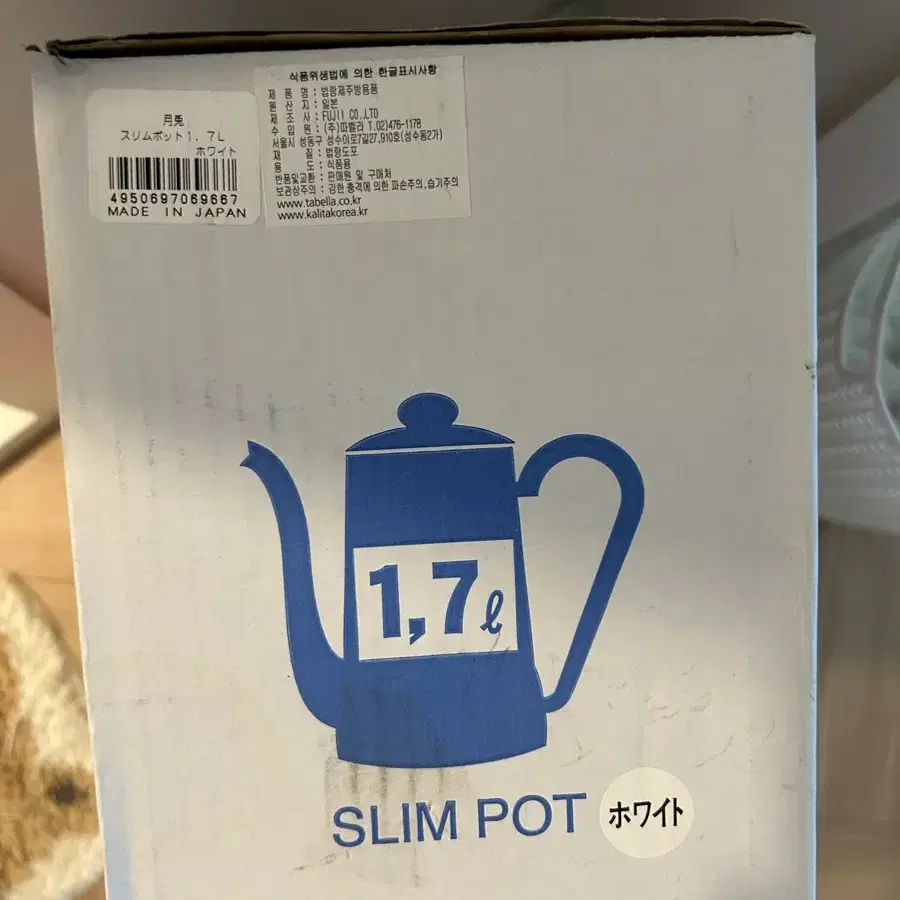 月兎
スリムポット1.7L
ホワイト
4950697069667
MADE IN JAPAN
식품위생법에 의한 한글표시사항
제 품 명 : 법랑제주방용품
원 산 지 : 일본
제 조 사 : FUJII CO.,LTD
수 입 원 : (주)따벨라 T.02)476-1178
서울시 성동구 성수이로7길27,910호(성수동2가)
재 질 : 법랑도포
용 도 : 식품용
반품및교환 : 판매원 및 구매처
보관상주의 : 강한 충격에 의한 파손주의,습기주의
www.tabella.co.kr
www.kalitakorea.kr
1,7ℓ
SLIM POT
ホワイト